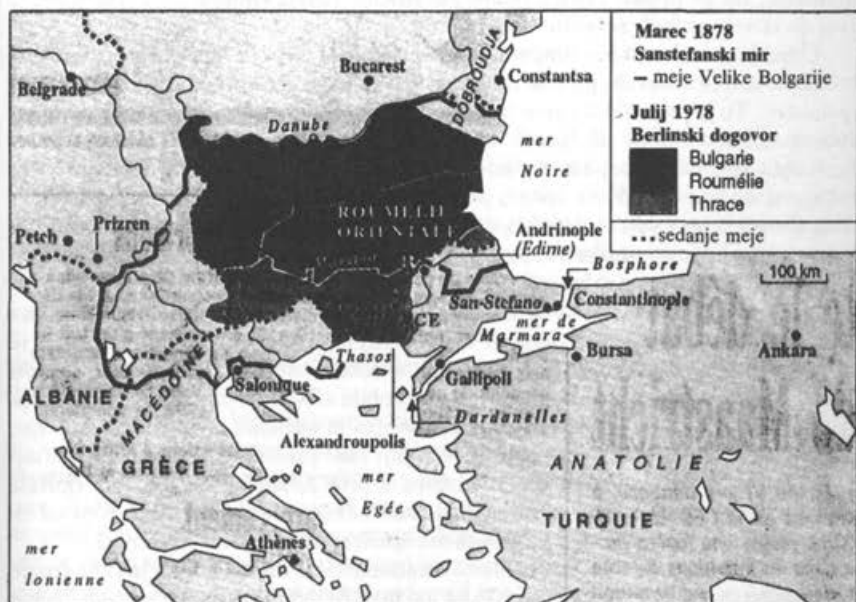 Marec 1878
Sanstefanski mir
– meje Velike Bolgarije
Julij 1978
Berlinski dogovor
Bulgarie
Roumélie
Thrace
sedanje meje
Belgrade
Bucarest
Constantsa
DOBROUDJA
Danube
mer
Noire
ROUMELIE
ORIENTALE
Andrinople
(Edirne)
Petch
Prizren
Bosphore
100 km
San-Stefano
Constantinople
mer de
Marmara
Thasos
Salonique
Gallipoli
Bursa
Ankara
ALBANIE
MACÉDOINE
Dardanelles
Alexandroupolis
GRÈCE
mer
Egée
ANATOLIE
TURQUIE
Athènes
mer
Ionienne